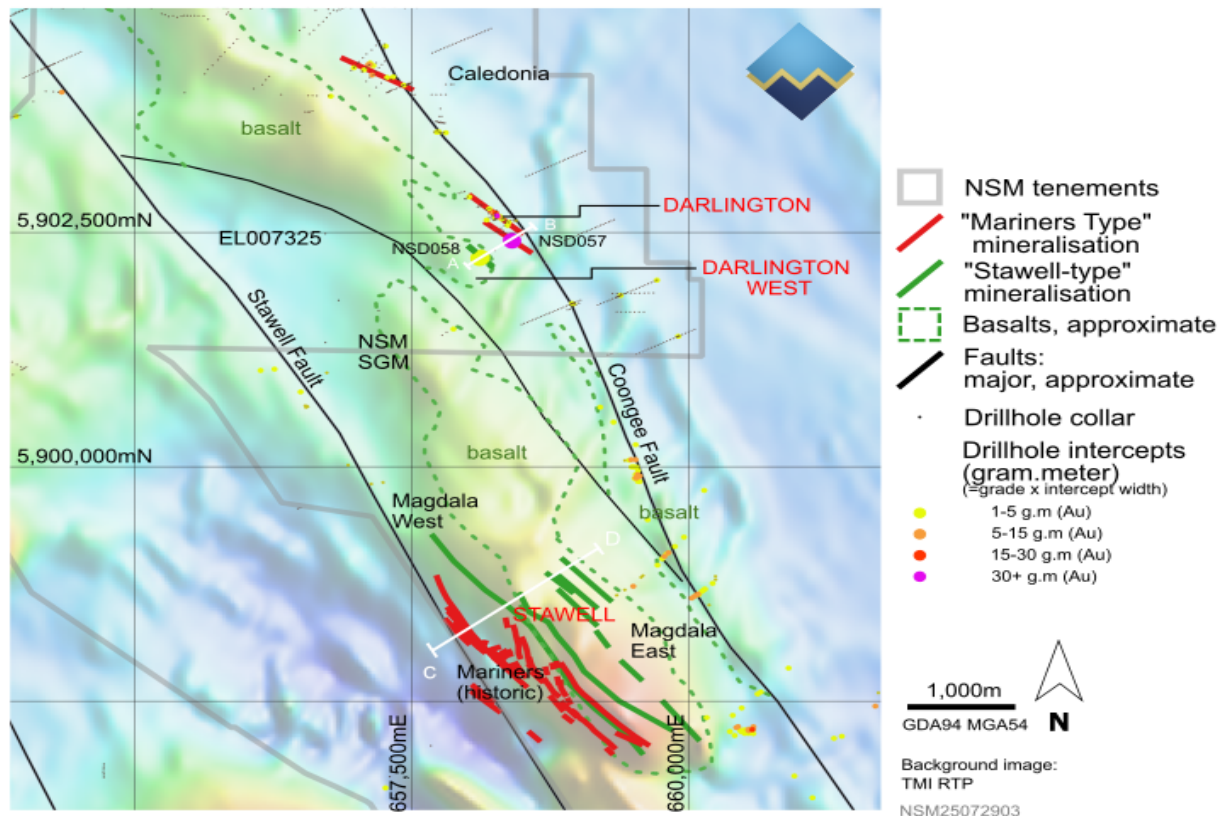 Caledonia
basalt
DARLINGTON
B
5,902,500mN
EL007325
NSD058
NSD057
A
DARLINGTON
WEST
Stawell Fault
NSM
SGM
Coongee Fault
5,900,000mN
basalt
Magdala
West
basalt
D
STAWELL
Magdala
East
C
Mariners
(historic)
657,500mE
660,000mE
NSM tenements
"Mariners Type"
mineralisation
"Stawell-type"
mineralisation
Basalts, approximate
Faults:
major, approximate
Drillhole collar
Drillhole intercepts
(gram.meter)
(=grade x intercept width)
1-5 g.m (Au)
5-15 g.m (Au)
15-30 g.m (Au)
30+ g.m (Au)
1,000m
GDA94 MGA54
N
Background image:
TMI RTP
NSM25072903